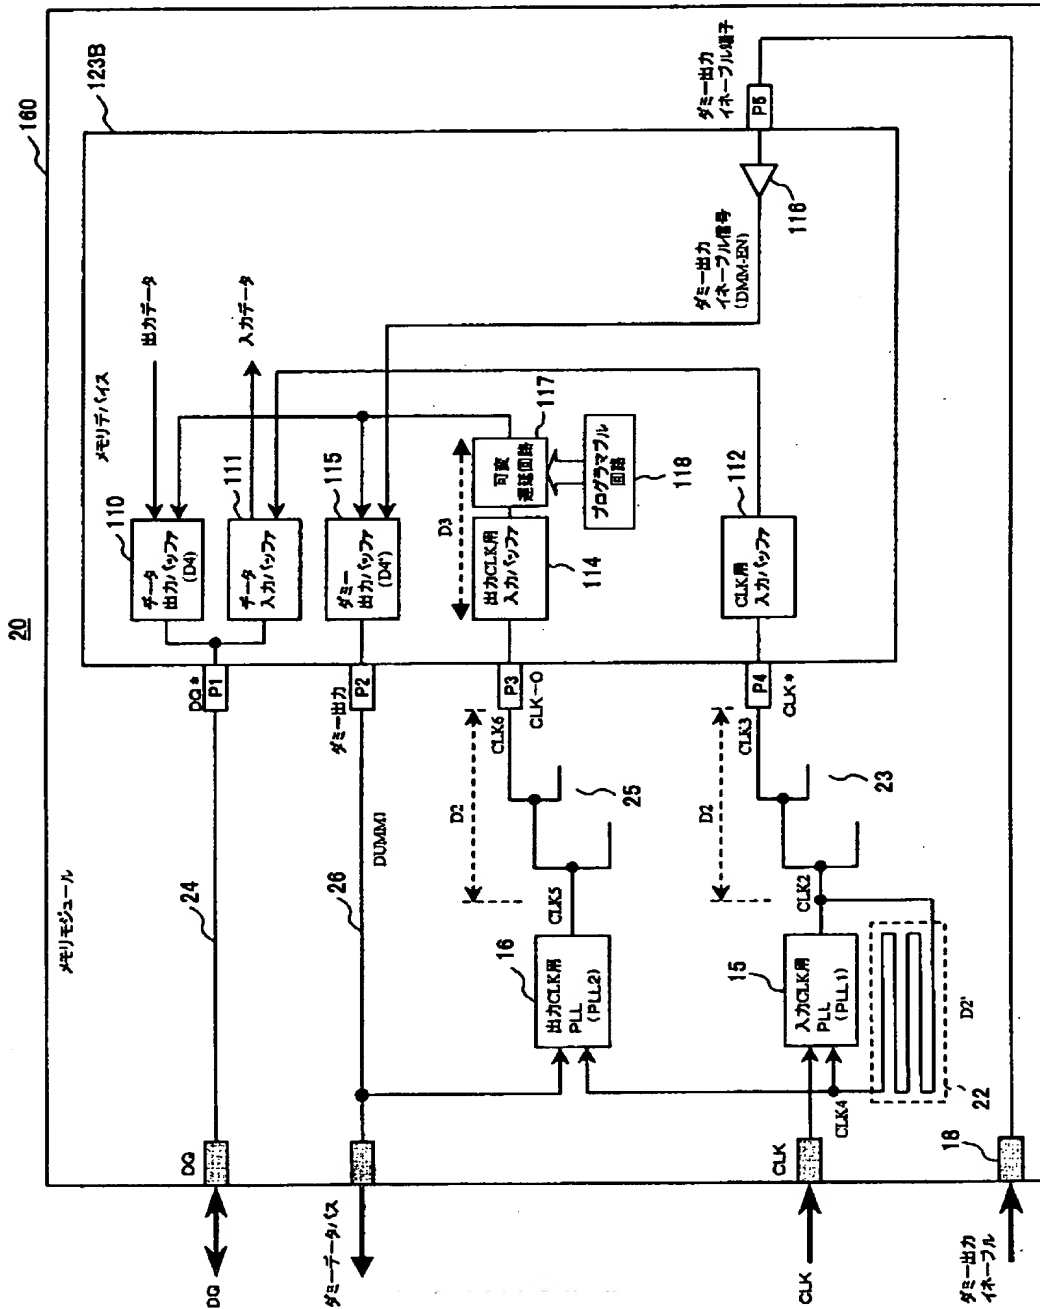 20
160
メモリモジュール
123B
メモリデバイス
DQ
DQ
24
DQ*
P1
110
データ
出力バッファ
(D4)
出力データ
111
データ
入力バッファ
入力データ
ダミーデータバス
26
DUMMI
ダミー出力
P2
115
ダミー
出力バッファ
(D4')
16
出力CLK用
PLL
(PLL2)
CLK5
D2
25
CLK6
P3
CLK-O
D3
出力CLK用
入力バッファ
114
可変
遅延回路
117
プログラマブル
回路
118
ダミー出力
イネーブル信号
(DMM-EN)
116
ダミー出力
イネーブル端子
P5
CLK
CLK
CLK4
15
入力CLK用
PLL
(PLL1)
CLK2
D2
23
CLK3
P4
CLK*
112
CLK用
入力バッファ
22
D2'
ダミー出力
イネーブル
18